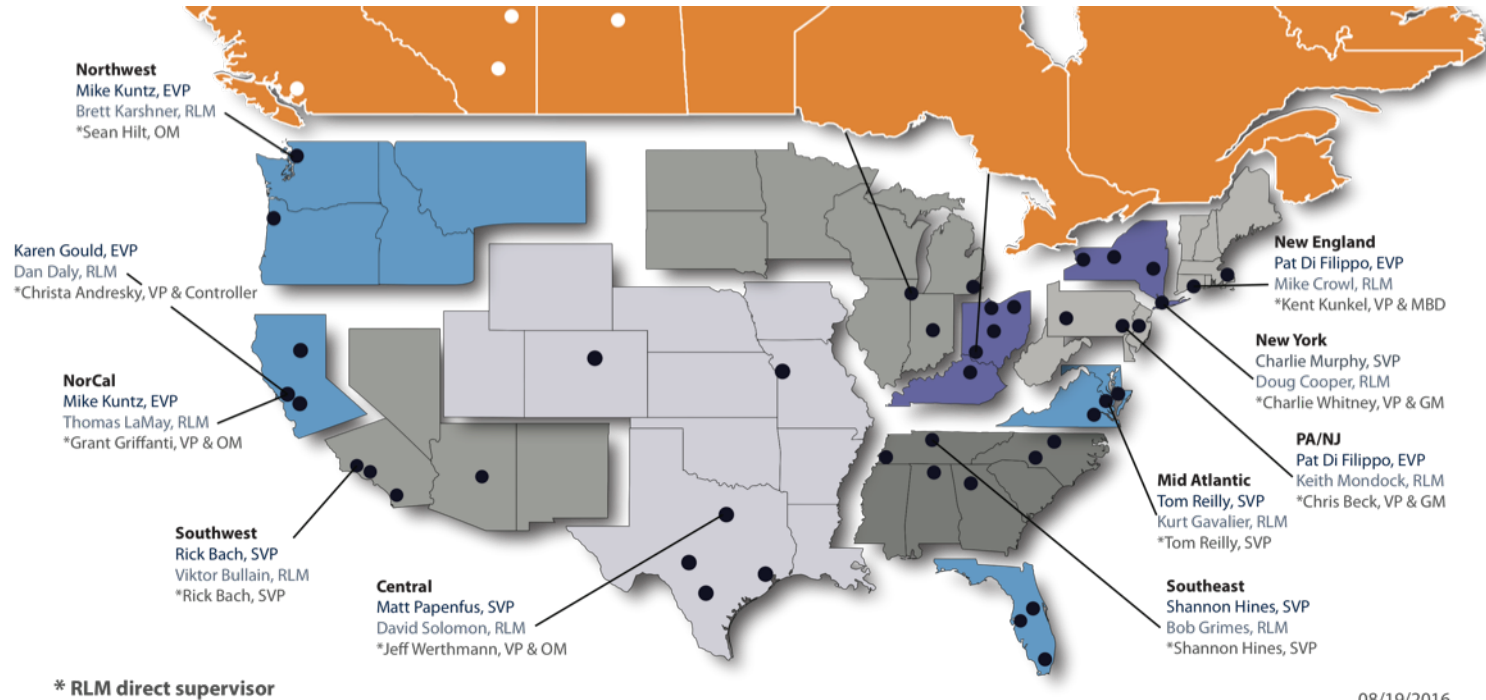 Northwest
Mike Kuntz, EVP
Brett Karshner, RLM
*Sean Hilt, OM
Karen Gould, EVP
Dan Daly, RLM
*Christa Andresky, VP & Controller
NorCal
Mike Kuntz, EVP
Thomas LaMay, RLM
*Grant Griffanti, VP & OM
Southwest
Rick Bach, SVP
Viktor Bullain, RLM
*Rick Bach, SVP
Central
Matt Papenfus, SVP
David Solomon, RLM
*Jeff Werthmann, VP & OM
New England
Pat Di Filippo, EVP
Mike Crowl, RLM
*Kent Kunkel, VP & MBD
New York
Charlie Murphy, SVP
Doug Cooper, RLM
*Charlie Whitney, VP & GM
PA/NJ
Pat Di Filippo, EVP
Keith Mondock, RLM
*Chris Beck, VP & GM
Mid Atlantic
Tom Reilly, SVP
Kurt Gavalier, RLM
*Tom Reilly, SVP
Southeast
Shannon Hines, SVP
Bob Grimes, RLM
*Shannon Hines, SVP
* RLM direct supervisor
08/19/2016